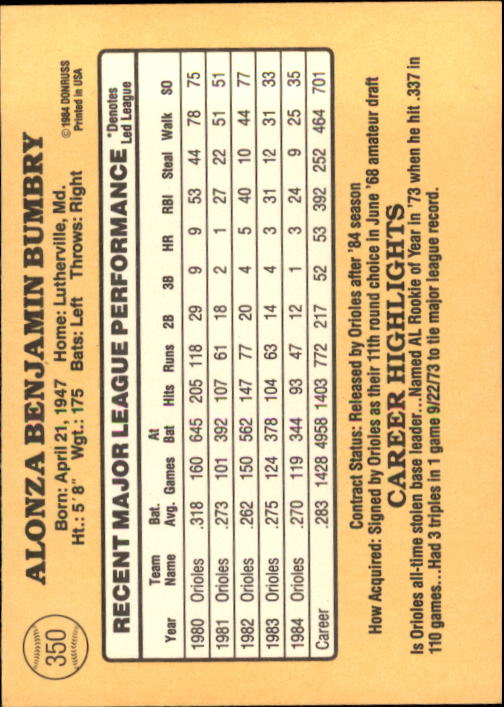 350
ALONZA BENJAMIN BUMBRY
Born: April 21, 1947 Home: Lutherville, Md.
Ht.: 5'8" Wgt.: 175 Bats: Left Throws: Right
© 1984 DONRUSS
Printed in USA
RECENT MAJOR LEAGUE PERFORMANCE *Denotes Led League
Year Team Name Bat. Avg. Games At Bat Hits Runs 2B 3B HR RBI Steal Walk SO
1980 Orioles .318 160 645 205 118 29 9 9 53 44 78 75
1981 Orioles .273 101 392 107 61 18 2 1 27 22 51 51
1982 Orioles .262 150 562 147 77 20 4 5 40 10 44 77
1983 Orioles .275 124 378 104 63 14 4 3 31 12 31 33
1984 Orioles .270 119 344 93 47 12 1 3 24 9 25 35
Career .283 1428 4958 1403 772 217 52 53 392 252 464 701
Contract Status: Released by Orioles after '84 season
How Acquired: Signed by Orioles as their 11th round choice in June '68 amateur draft
CAREER HIGHLIGHTS
Is Orioles all-time stolen base leader...Named AL Rookie of Year in '73 when he hit .337 in
110 games...Had 3 triples in 1 game 9/22/73 to tie major league record.